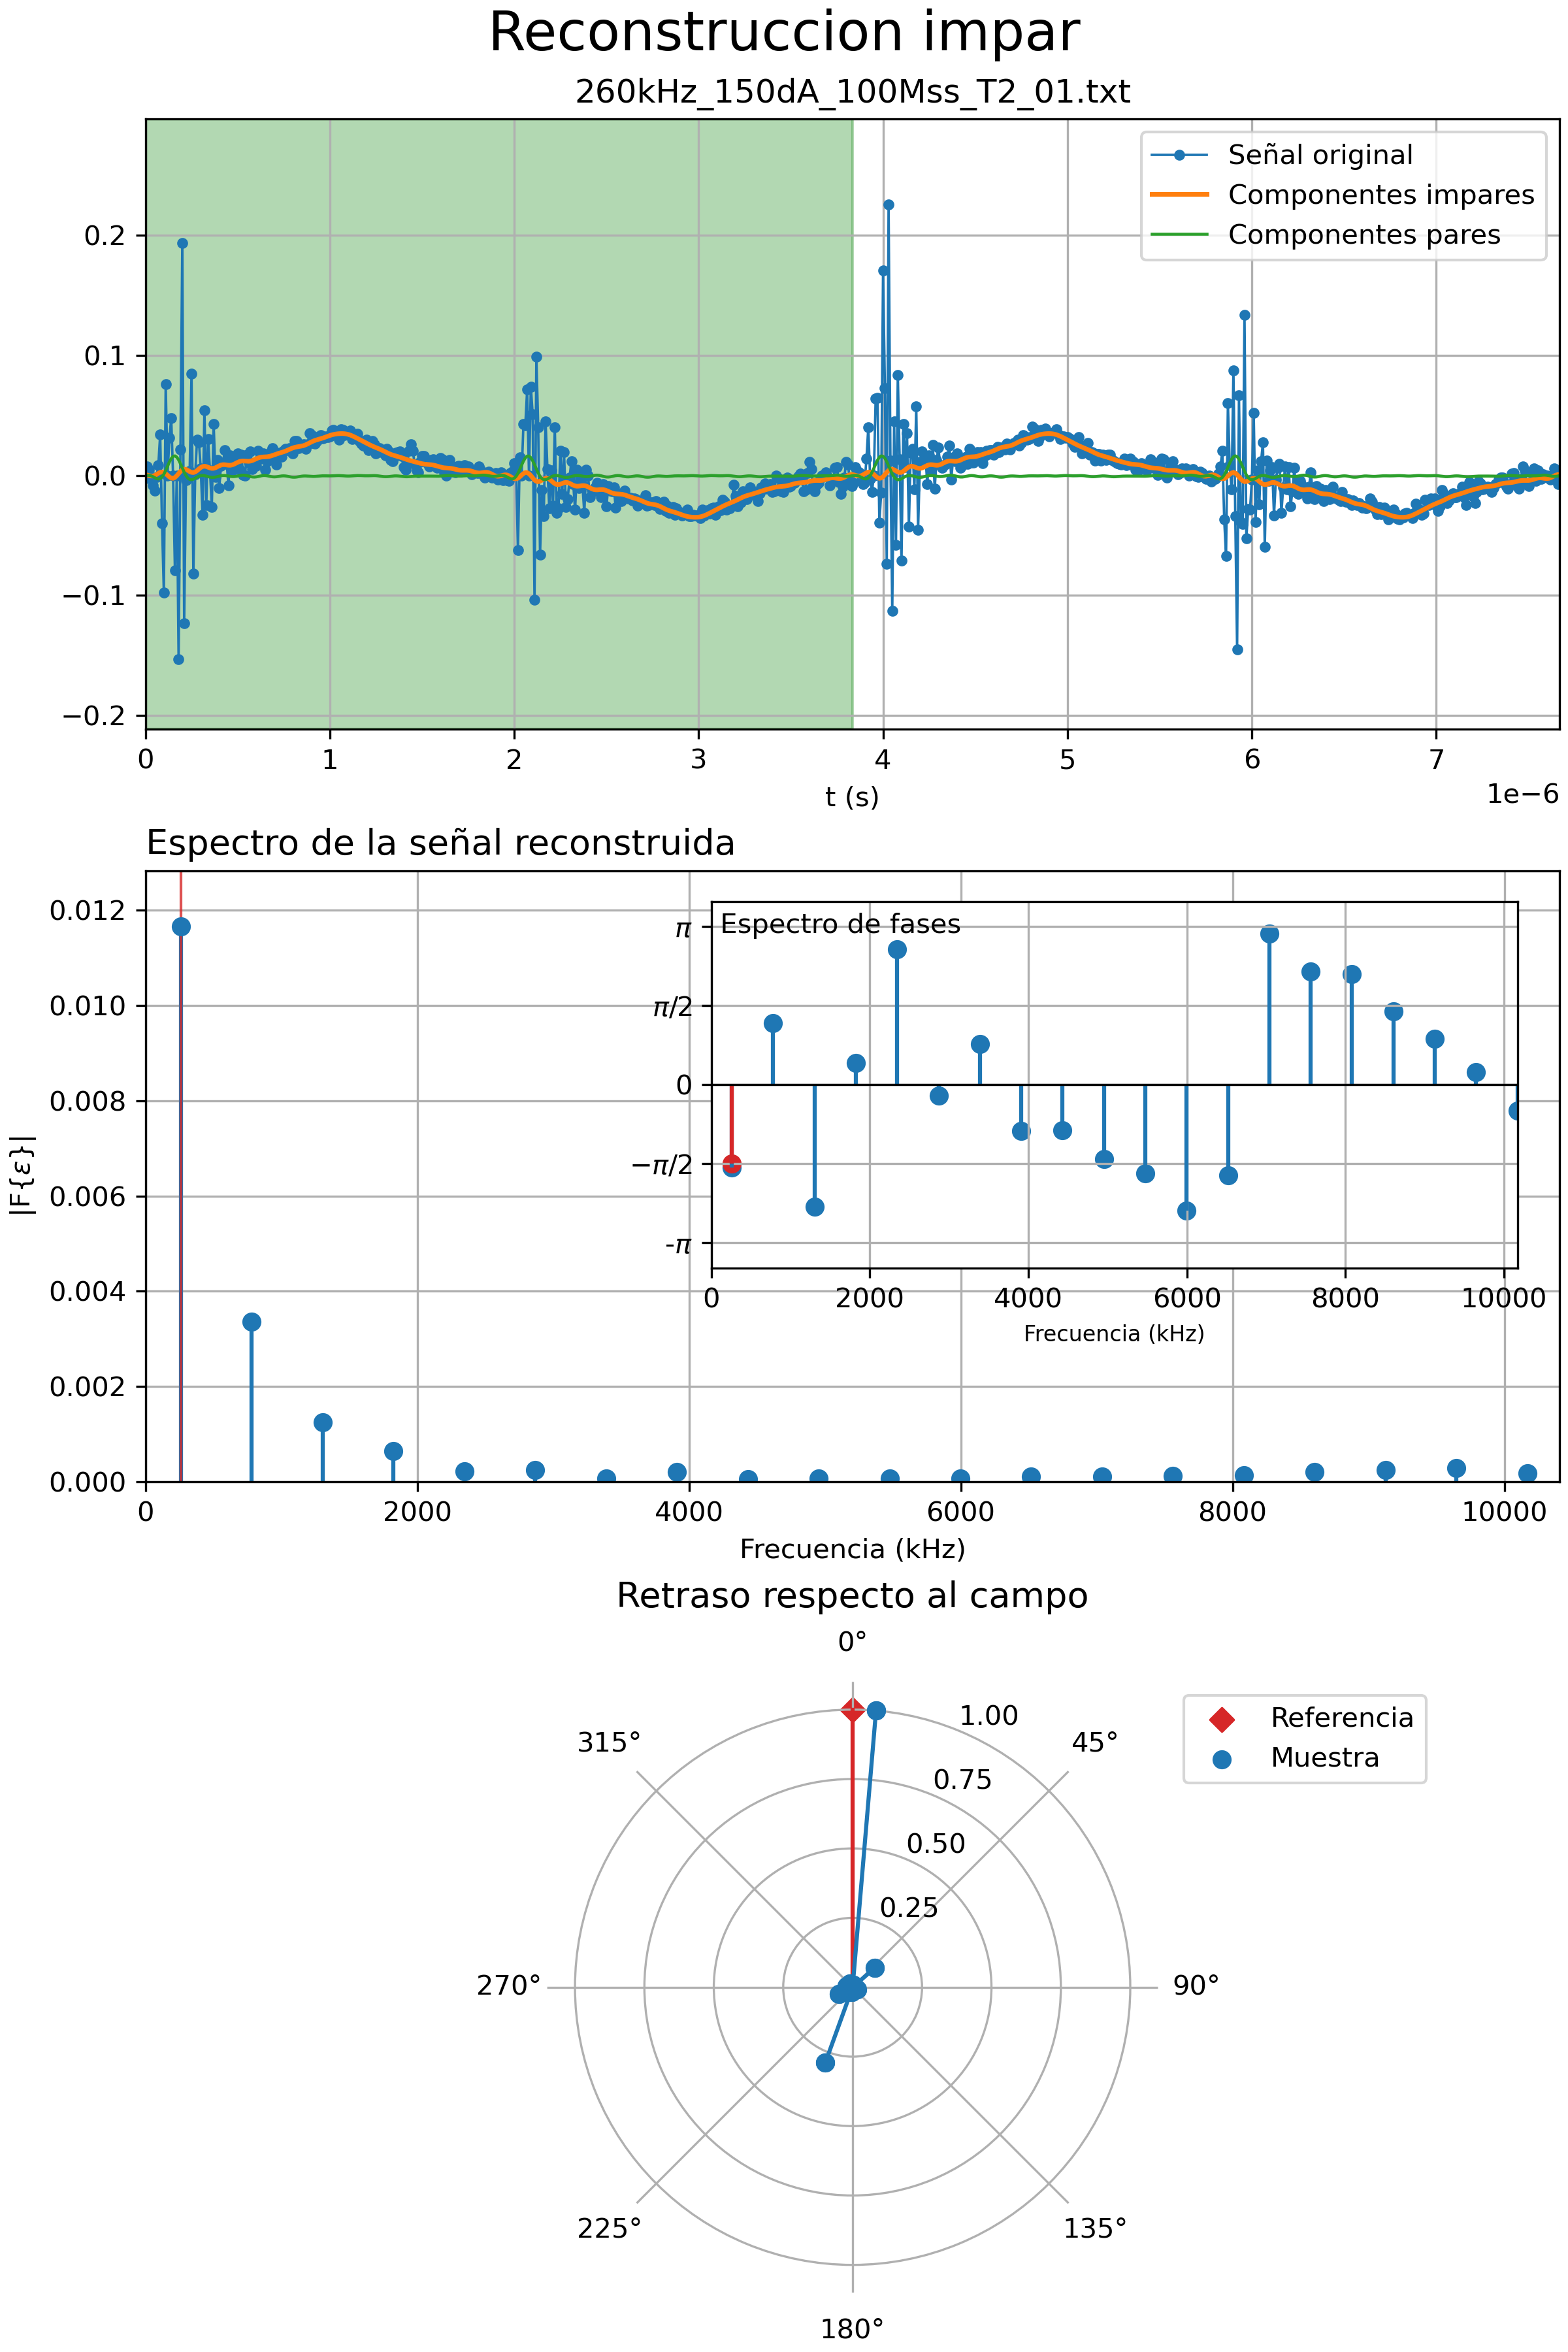 Reconstruccion impar
260kHz_150dA_100Mss_T2_01.txt
Señal original
Componentes impares
Componentes pares
0.2
0.1
0.0
−0.1
−0.2
0 1 2 3 4 5 6 7
t (s)
1e−6
Espectro de la señal reconstruida
|F{ε}|
0.012
0.010
0.008
0.006
0.004
0.002
0.000
Espectro de fases
π
π/2
0
−π/2
-π
0 2000 4000 6000 8000 10000
Frecuencia (kHz)
0 2000 4000 6000 8000 10000
Frecuencia (kHz)
Retraso respecto al campo
0°
315°
45°
1.00
0.75
0.50
0.25
270°
90°
225°
135°
180°
Referencia
Muestra